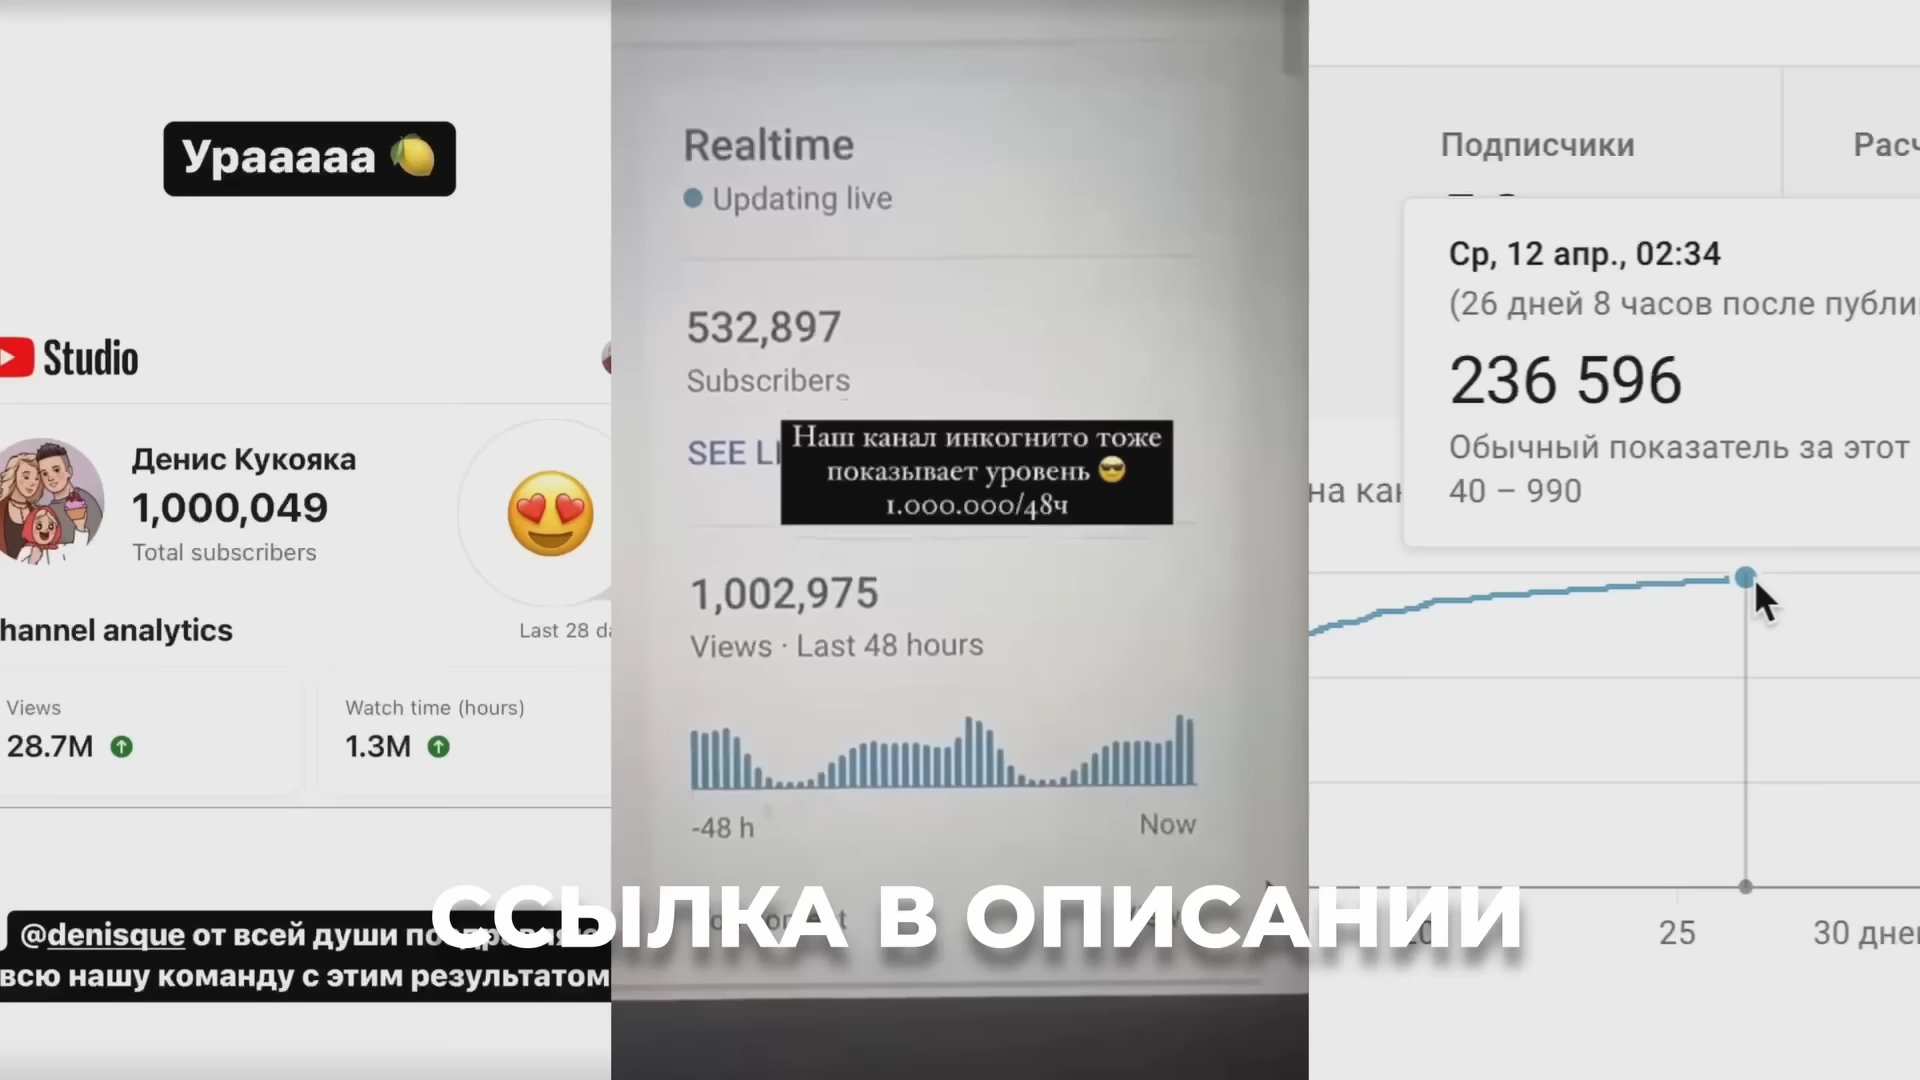 Урааааа
Studio
Денис Кукояка
1,000,049
Total subscribers
hannel analytics
Last 28 da
Views
28.7M
Watch time (hours)
1.3M
@denisque от всей души
всю нашу команду с этим результатом
Realtime
Updating live
532,897
Subscribers
SEE LI
Наш канал инкогнито тоже
показывает уровень
1.000.000/48ч
1,002,975
Views · Last 48 hours
-48 h
Now
Подписчики
Расч
Ср, 12 апр., 02:34
(26 дней 8 часов после публи
236 596
Обычный показатель за этот
40 – 990
на кан
25
30 дне
ССЫЛКА В ОПИСАНИИ